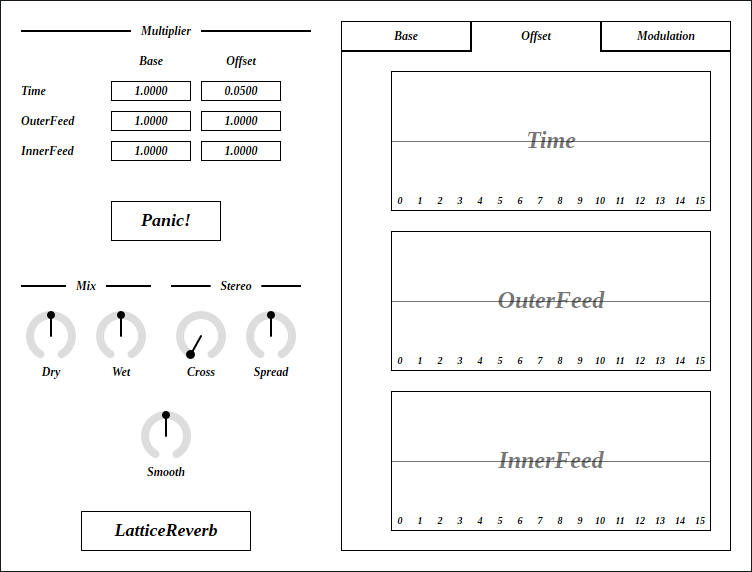 Multiplier
Base Offset
Time 1.0000 0.0500
OuterFeed 1.0000 1.0000
InnerFeed 1.0000 1.0000
Panic!
Mix Stereo
Dry Wet Cross Spread
Smooth
LatticeReverb
Base Offset Modulation
Time
0 1 2 3 4 5 6 7 8 9 10 11 12 13 14 15
OuterFeed
0 1 2 3 4 5 6 7 8 9 10 11 12 13 14 15
InnerFeed
0 1 2 3 4 5 6 7 8 9 10 11 12 13 14 15